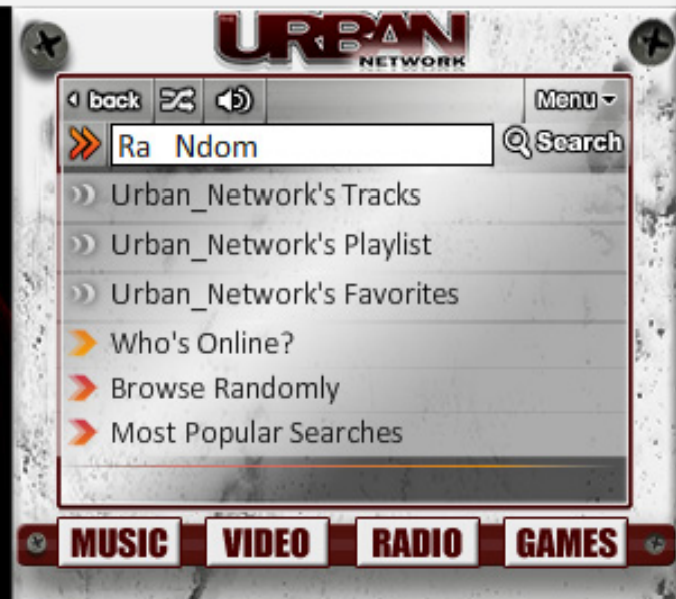 THE URBAN
NETWORK
back Menu
Ra   Ndom Search
Urban_Network's Tracks
Urban_Network's Playlist
Urban_Network's Favorites
Who's Online?
Browse Randomly
Most Popular Searches
MUSIC VIDEO RADIO GAMES